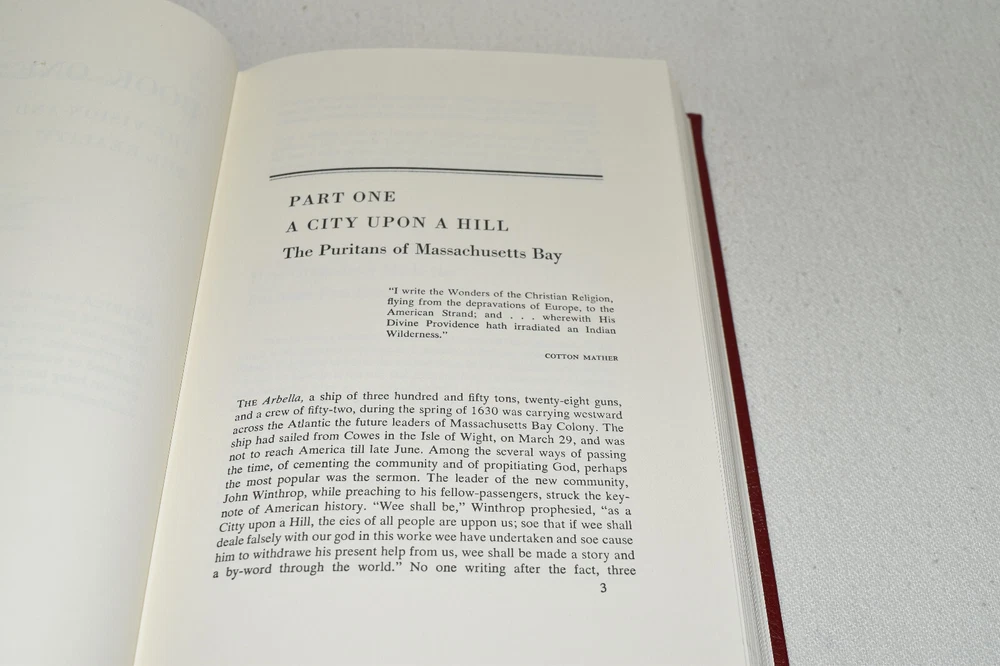 PART ONE
A CITY UPON A HILL
The Puritans of Massachusetts Bay
"I write the Wonders of the Christian Religion,
flying from the depravations of Europe, to the
American Strand; and . . . wherewith His
Divine Providence hath irradiated an Indian
Wilderness."
COTTON MATHER
THE Arbella, a ship of three hundred and fifty tons, twenty-eight guns,
and a crew of fifty-two, during the spring of 1630 was carrying westward
across the Atlantic the future leaders of Massachusetts Bay Colony. The
ship had sailed from Cowes in the Isle of Wight, on March 29, and was
not to reach America till late June. Among the several ways of passing
the time, of cementing the community and of propitiating God, perhaps
the most popular was the sermon. The leader of the new community,
John Winthrop, while preaching to his fellow-passengers, struck the key-
note of American history. "Wee shall be," Winthrop prophesied, "as a
Citty upon a Hill, the eies of all people are uppon us; soe that if wee shall
deale falsely with our god in this worke wee have undertaken and soe cause
him to withdrawe his present help from us, wee shall be made a story and
a by-word through the world." No one writing after the fact, three
3